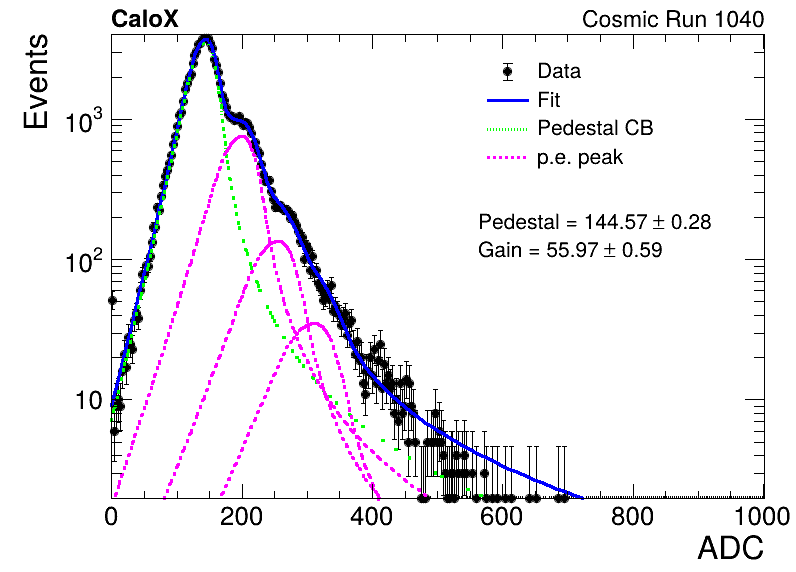 CaloX Cosmic Run 1040
Events
Data
Fit
Pedestal CB
p.e. peak
Pedestal = 144.57 ± 0.28
Gain = 55.97 ± 0.59
10³
10²
10
0 200 400 600 800 1000
ADC